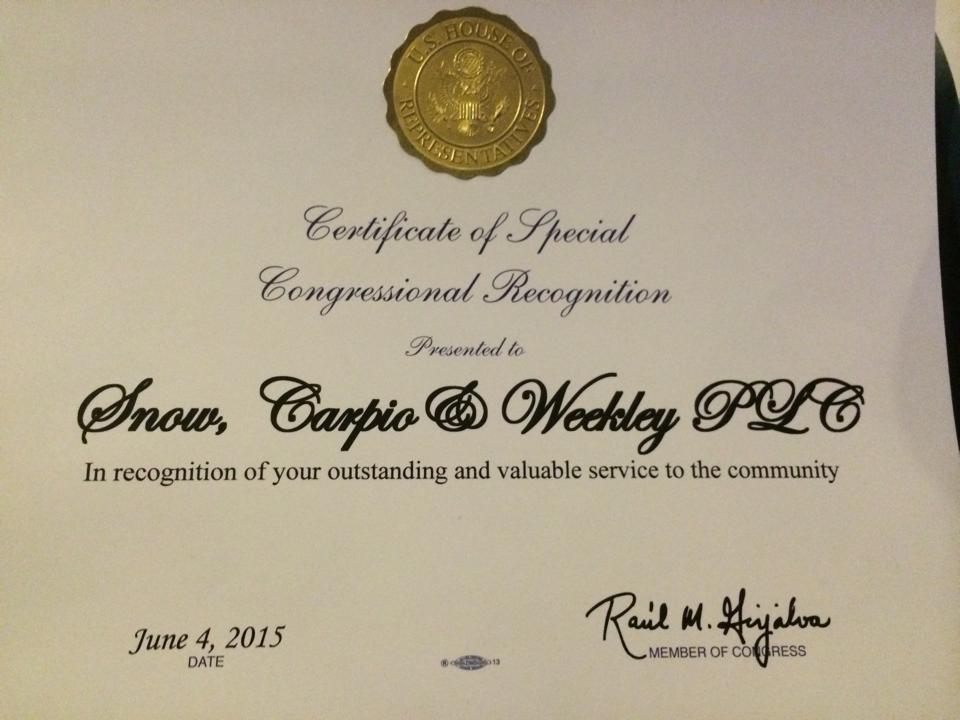 U.S. HOUSE OF
REPRESENTATIVES
Certificate of Special
Congressional Recognition
Presented to
Snow, Carpio & Weekley PLC
In recognition of your outstanding and valuable service to the community
June 4, 2015
DATE
Raúl M. Grijalva
MEMBER OF CONGRESS
® 13